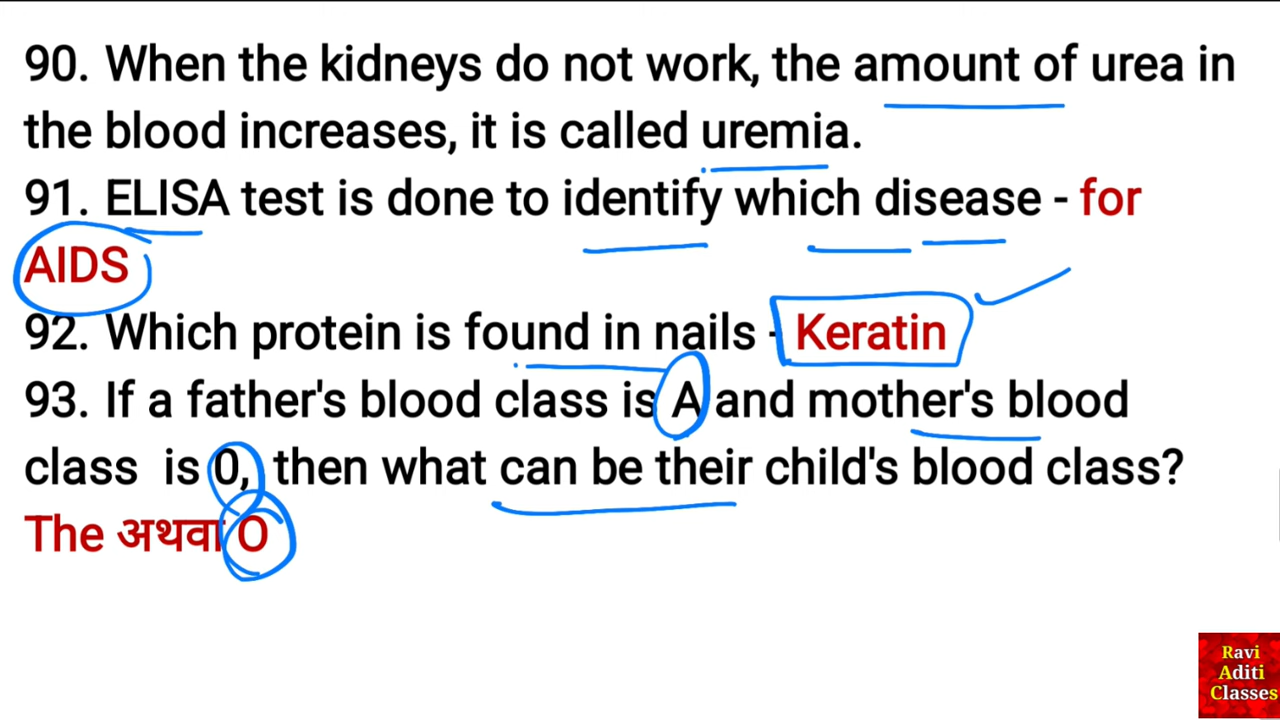 90. When the kidneys do not work, the amount of urea in
the blood increases, it is called uremia.
91. ELISA test is done to identify which disease - for
AIDS
92. Which protein is found in nails - Keratin
93. If a father's blood class is A and mother's blood
class is 0, then what can be their child's blood class?
The अथवा O
Ravi
Aditi
Classes